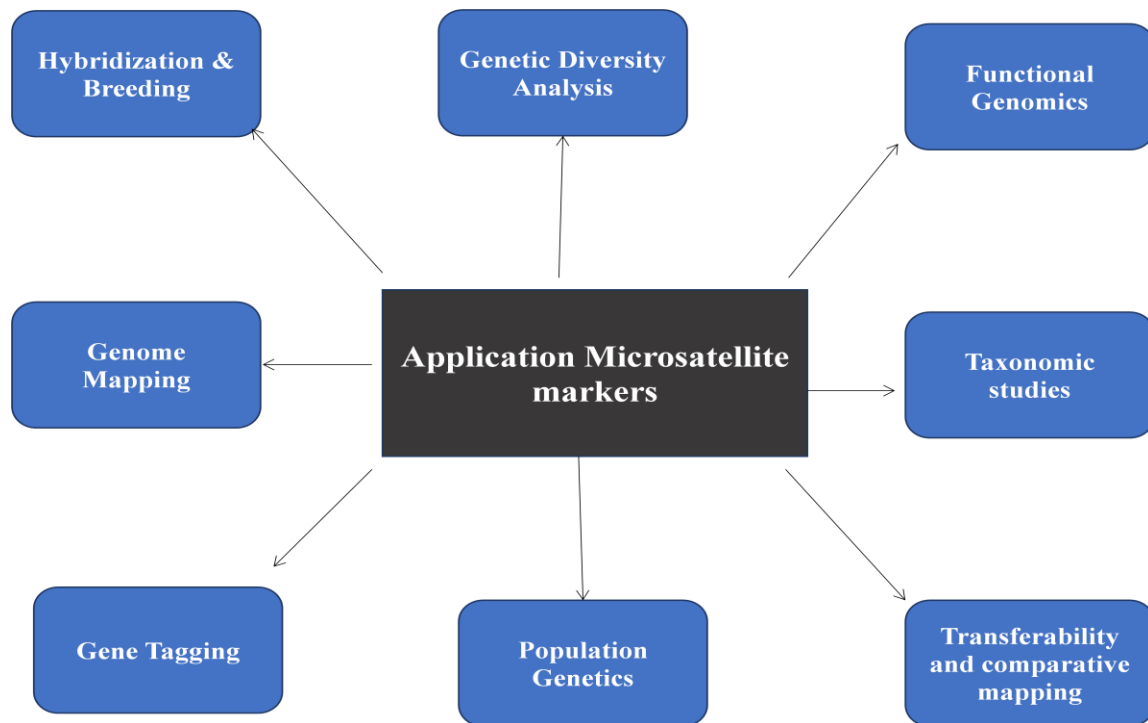 Hybridization &
Breeding
Genetic Diversity
Analysis
Functional
Genomics
Genome
Mapping
Application Microsatellite
markers
Taxonomic
studies
Gene Tagging
Population
Genetics
Transferability
and comparative
mapping